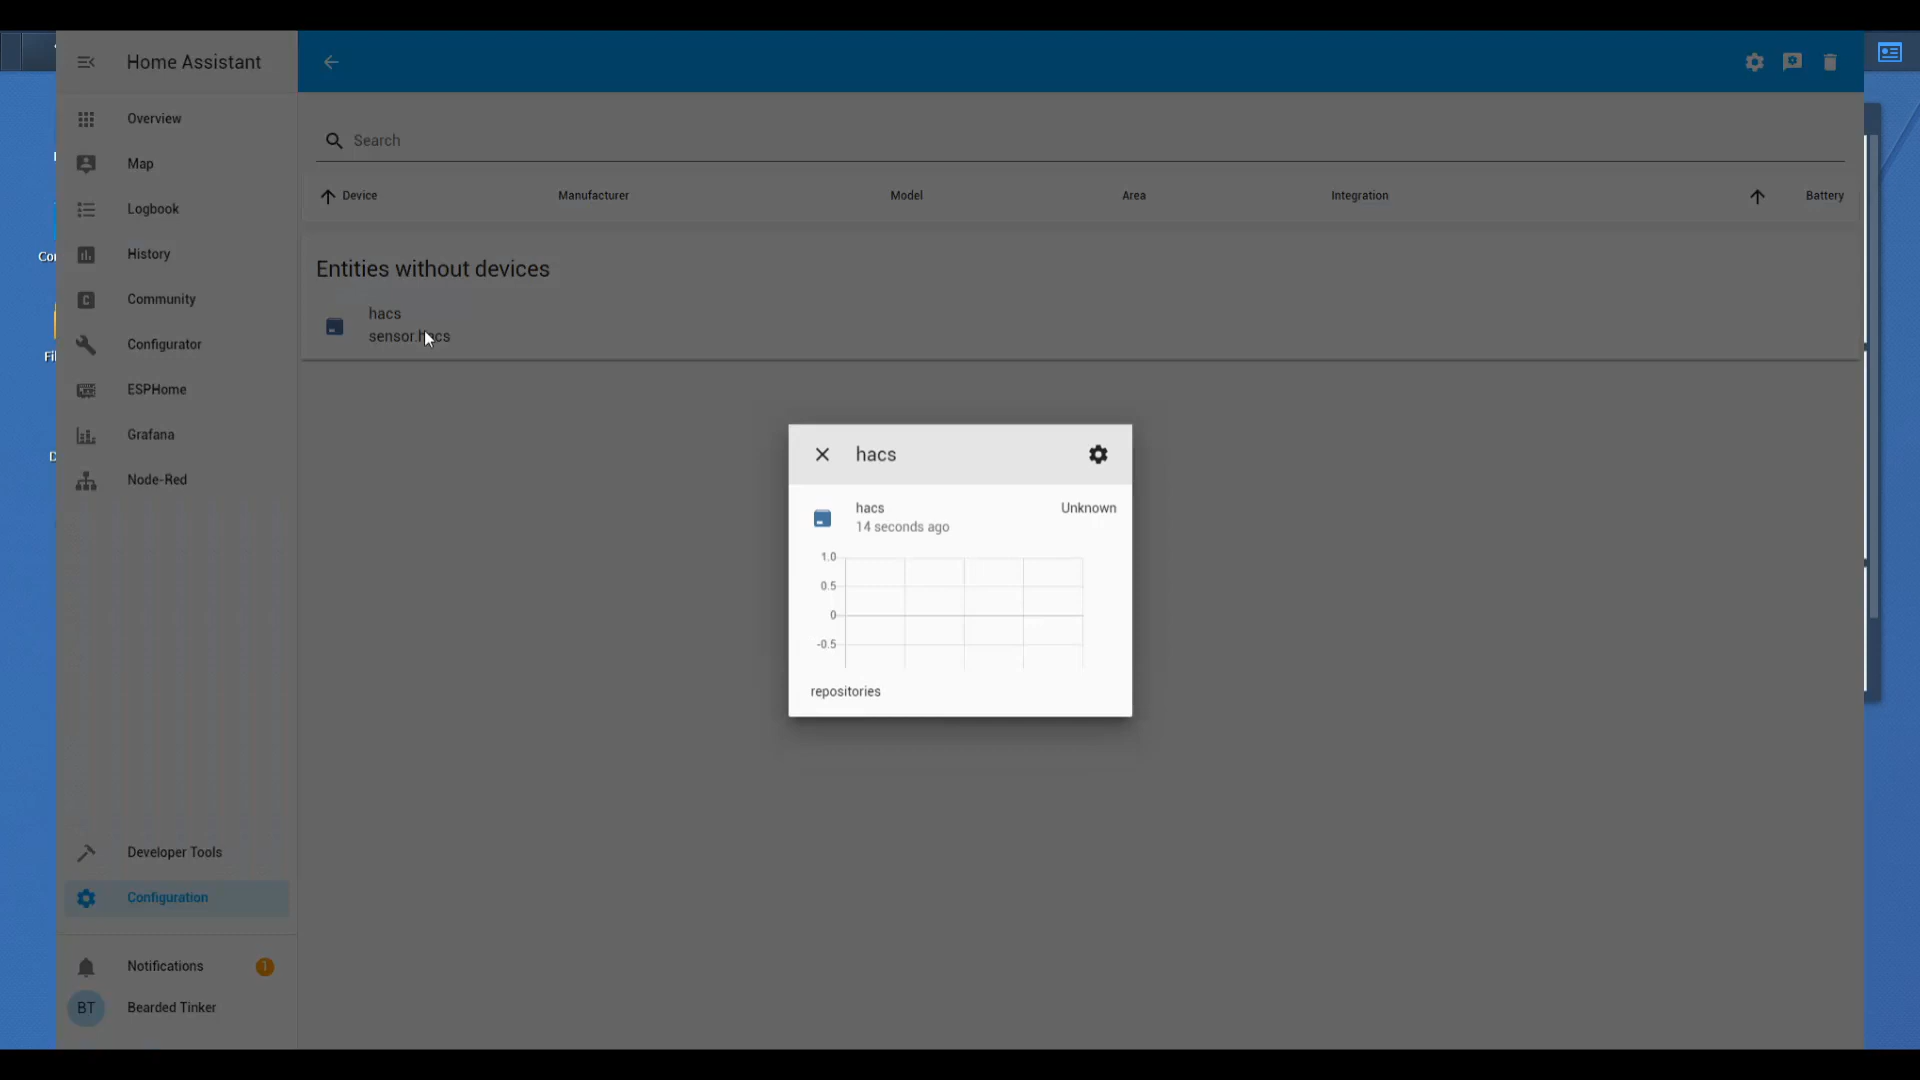 Home Assistant
Overview
Map
Logbook
History
Community
Configurator
ESPHome
Grafana
Node-Red
Developer Tools
Configuration
Notifications 1
BT Bearded Tinker
Search
Device Manufacturer Model Area Integration Battery
Entities without devices
hacs
sensor.hacs
hacs
hacs Unknown
14 seconds ago
1.0
0.5
0
-0.5
repositories
Cor
Fil
D